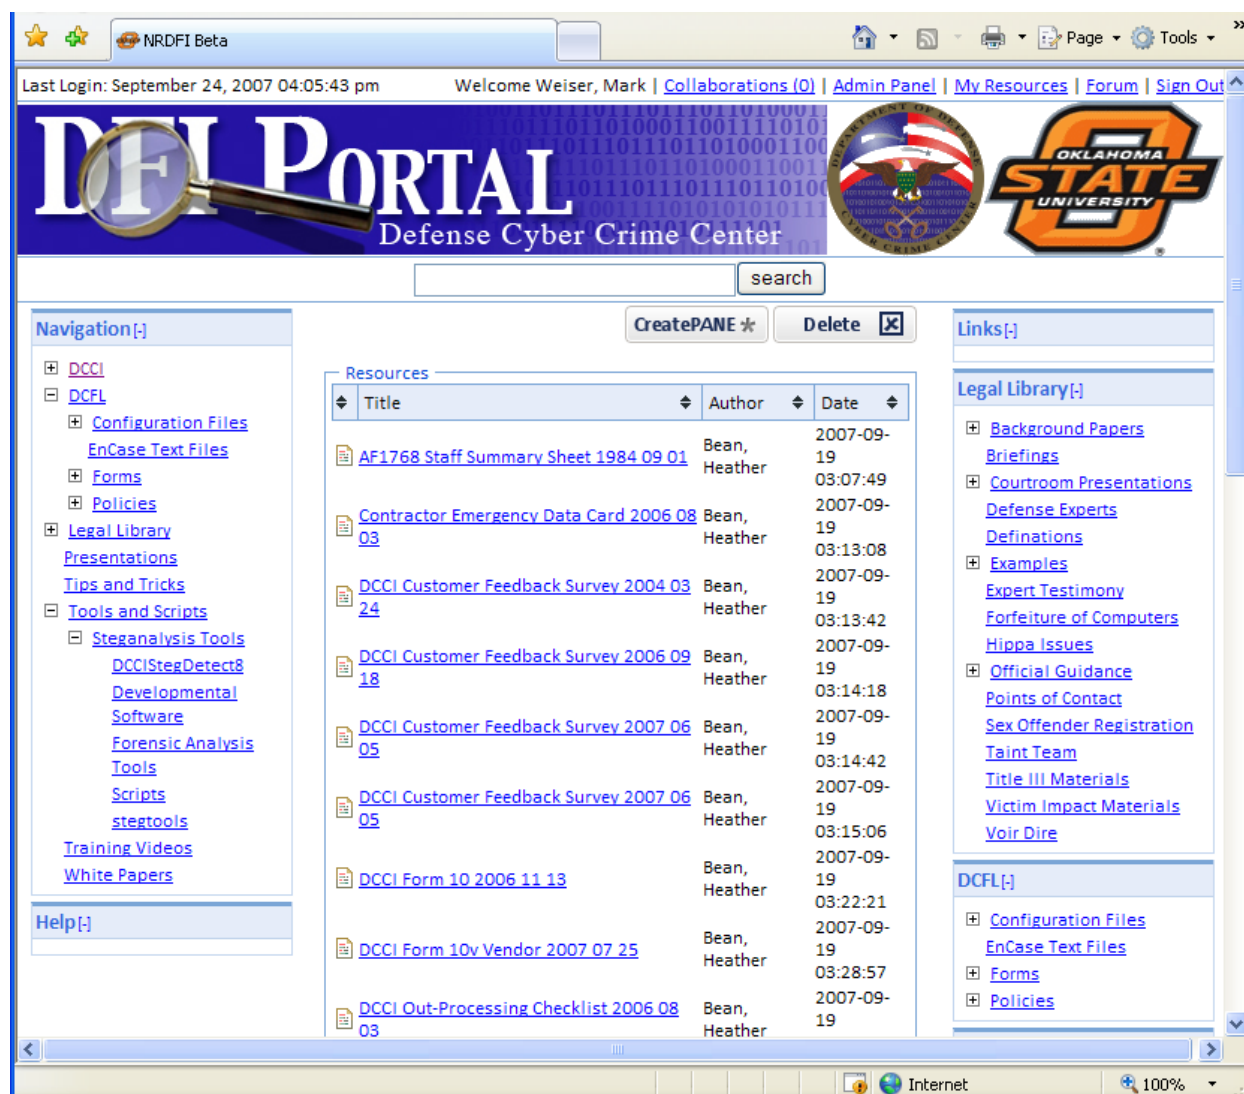 NRDFI Beta
Page
Tools
Last Login: September 24, 2007 04:05:43 pm
Welcome Weiser, Mark | Collaborations (0) | Admin Panel | My Resources | Forum | Sign Out
DFI PORTAL
Defense Cyber Crime Center
DEPARTMENT OF DEFENSE
CYBER CRIME CENTER
OKLAHOMA
STATE
UNIVERSITY
search
Navigation[-]
DCCI
DCFL
Configuration Files
EnCase Text Files
Forms
Policies
Legal Library
Presentations
Tips and Tricks
Tools and Scripts
Steganalysis Tools
DCCIStegDetect8
Developmental
Software
Forensic Analysis
Tools
Scripts
stegtools
Training Videos
White Papers
Help[-]
CreatePANE
Delete
Resources
Title Author Date
AF1768 Staff Summary Sheet 1984 09 01
Bean,
Heather
2007-09-
19
03:07:49
Contractor Emergency Data Card 2006 08
03
Bean,
Heather
2007-09-
19
03:13:08
DCCI Customer Feedback Survey 2004 03
24
Bean,
Heather
2007-09-
19
03:13:42
DCCI Customer Feedback Survey 2006 09
18
Bean,
Heather
2007-09-
19
03:14:18
DCCI Customer Feedback Survey 2007 06
05
Bean,
Heather
2007-09-
19
03:14:42
DCCI Customer Feedback Survey 2007 06
05
Bean,
Heather
2007-09-
19
03:15:06
DCCI Form 10 2006 11 13
Bean,
Heather
2007-09-
19
03:22:21
DCCI Form 10v Vendor 2007 07 25
Bean,
Heather
2007-09-
19
03:28:57
DCCI Out-Processing Checklist 2006 08
03
Bean,
Heather
2007-09-
19
Links[-]
Legal Library[-]
Background Papers
Briefings
Courtroom Presentations
Defense Experts
Definations
Examples
Expert Testimony
Forfeiture of Computers
Hippa Issues
Official Guidance
Points of Contact
Sex Offender Registration
Taint Team
Title III Materials
Victim Impact Materials
Voir Dire
DCFL[-]
Configuration Files
EnCase Text Files
Forms
Policies
Internet
100%